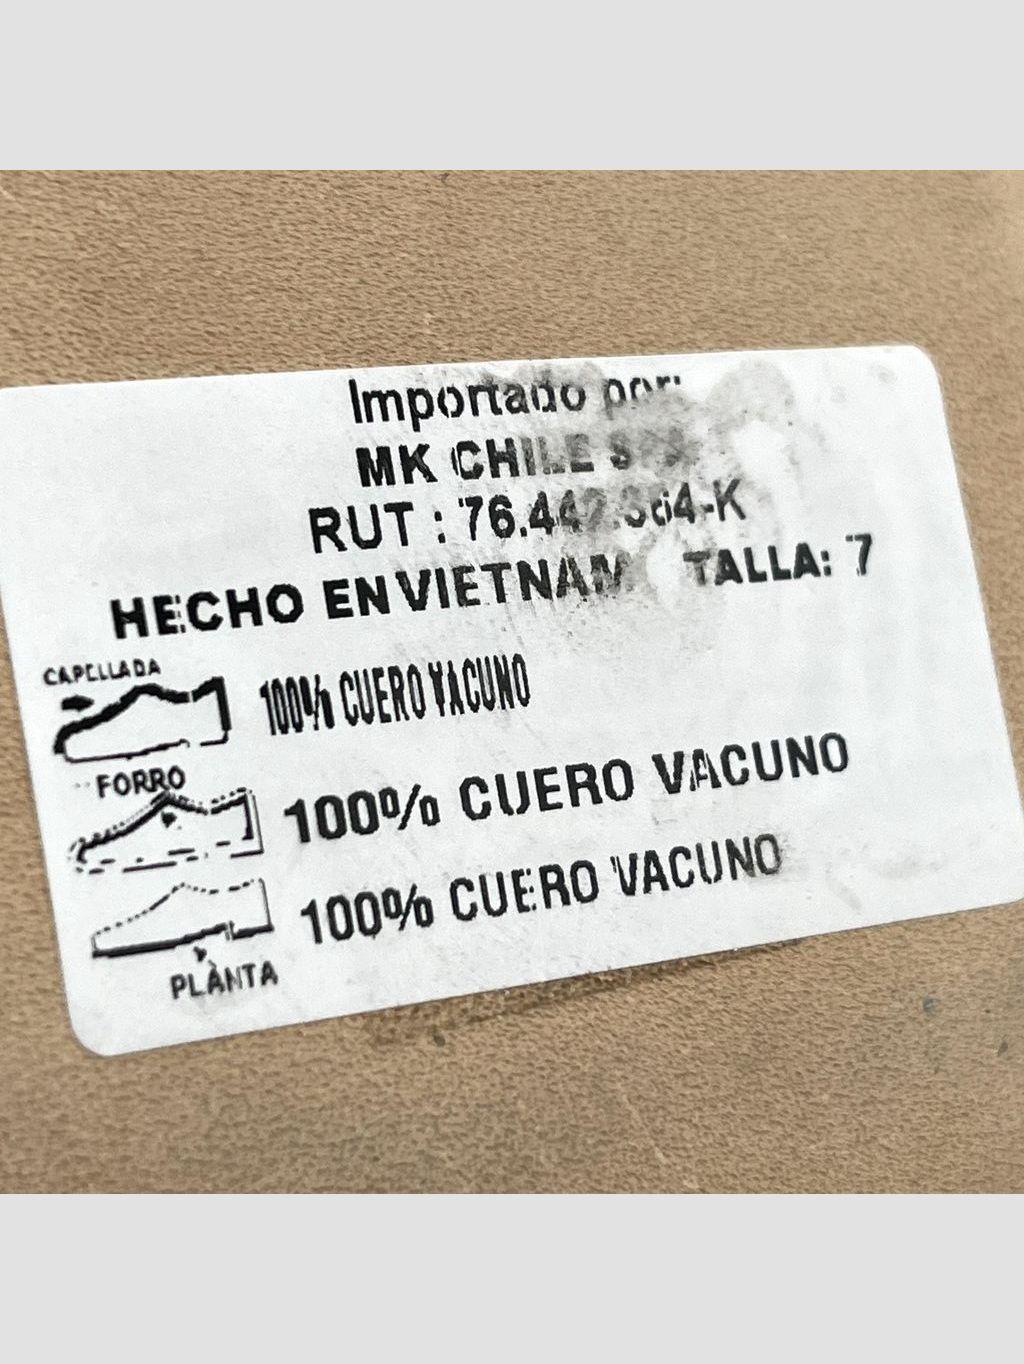 Importado por:
MK CHILE
RUT :
HECHO EN VIETNAM TALLA: 7
CAPELLADA
100% CUERO VACUNO
FORRO
100% CUERO VACUNO
100% CUERO VACUNO
PLANTA